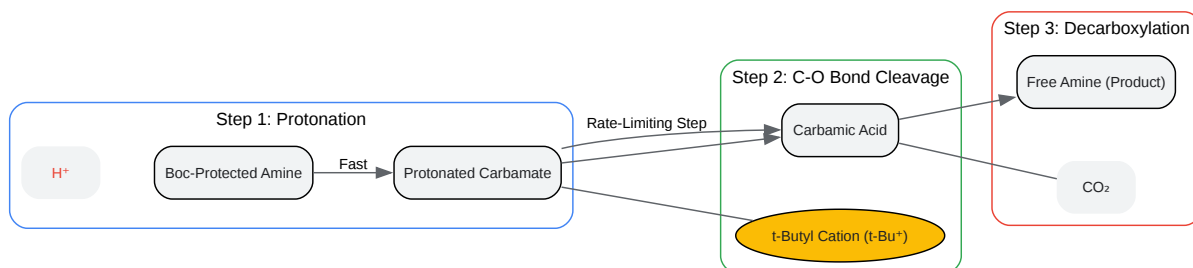 Step 1: Protonation
H⁺
Boc-Protected Amine
Fast
Protonated Carbamate
Rate-Limiting Step
Step 2: C-O Bond Cleavage
Carbamic Acid
t-Butyl Cation (t-Bu⁺)
Step 3: Decarboxylation
Free Amine (Product)
CO₂